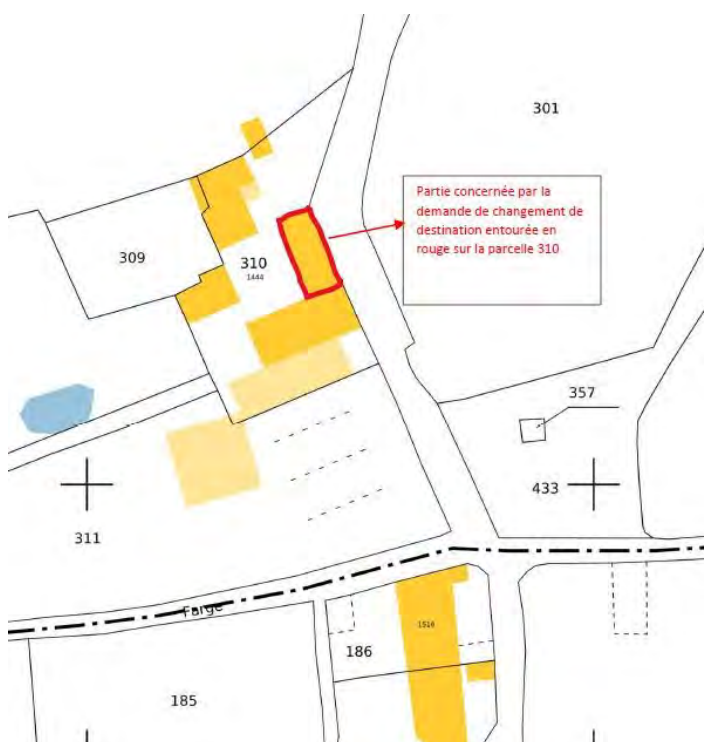 301
Partie concernée par la
demande de changement de
destination entourée en
rouge sur la parcelle 310
309
310
1444
357
433
311
Farge
1516
186
185